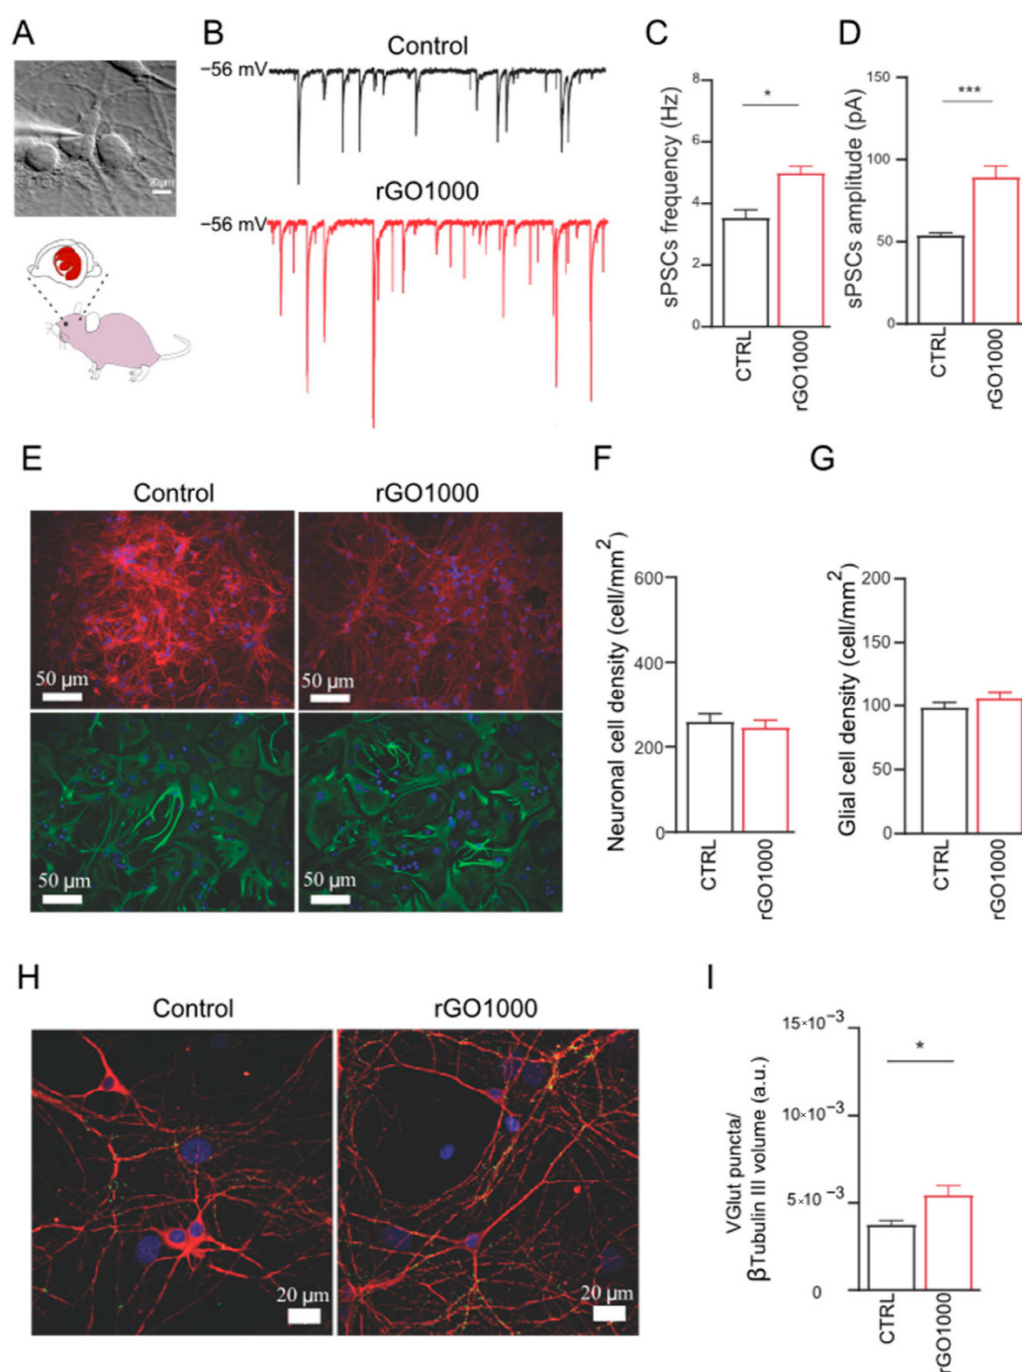 A
20 µm
B
Control
−56 mV
rGO1000
−56 mV
C
sPSCs frequency (Hz)
8
6
4
2
0
*
CTRL
rGO1000
D
sPSCs amplitude (pA)
150
100
50
0
***
CTRL
rGO1000
E
Control
rGO1000
50 µm
50 µm
50 µm
50 µm
F
Neuronal cell density (cell/mm²)
600
400
200
0
CTRL
rGO1000
G
Glial cell density (cell/mm²)
200
150
100
50
0
CTRL
rGO1000
H
Control
rGO1000
20 µm
20 µm
I
VGlut puncta/
βTubulin III volume (a.u.)
15×10⁻³
10×10⁻³
5×10⁻³
0
*
CTRL
rGO1000